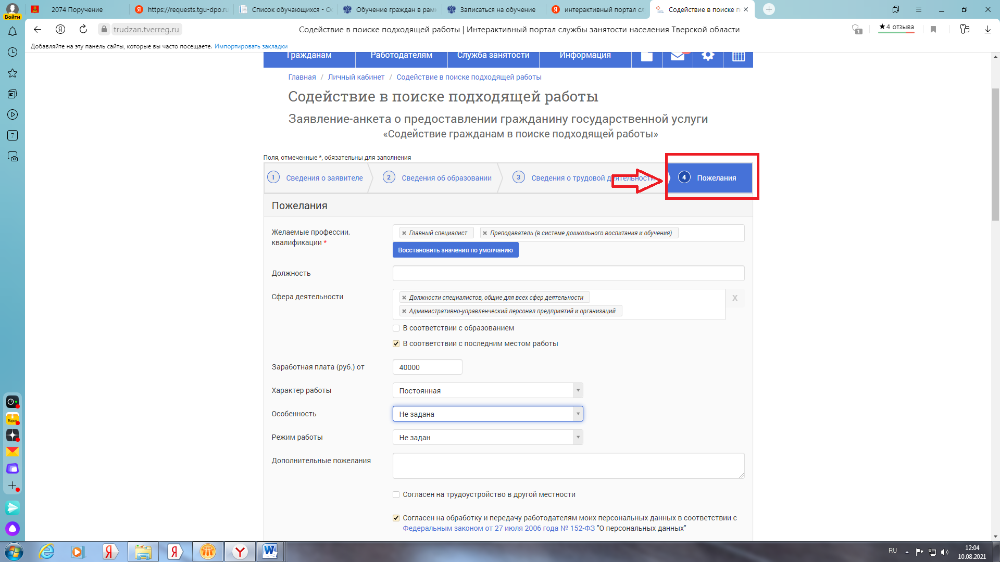 2074 Поручение
https://requests.tgu-dpo.ru
Список обучающихся - Ос
Обучение граждан в рам
Записаться на обучение
интерактивный портал сл
Содействие в поиске п
Войти
trudzan.tverreg.ru
Содействие в поиске подходящей работы | Интерактивный портал службы занятости населения Тверской области
1
★ 4 отзыва
Добавляйте на эту панель сайты, которые вы часто посещаете. Импортировать закладки
7
Маркет
Гражданам
Работодателям
Служба занятости
Информация
Главная / Личный кабинет / Содействие в поиске подходящей работы
Содействие в поиске подходящей работы
Заявление-анкета о предоставлении гражданину государственной услуги
«Содействие гражданам в поиске подходящей работы»
Поля, отмеченные *, обязательны для заполнения
1 Сведения о заявителе
2 Сведения об образовании
3 Сведения о трудовой деятельности
4 Пожелания
Пожелания
Желаемые профессии,
квалификации *
Главный специалист
Преподаватель (в системе дошкольного воспитания и обучения)
Восстановить значения по умолчанию
Должность
Сфера деятельности
Должности специалистов, общие для всех сфер деятельности
Административно-управленческий персонал предприятий и организаций
X
В соответствии с образованием
В соответствии с последним местом работы
Заработная плата (руб.) от
40000
Характер работы
Постоянная
Особенность
Не задана
Режим работы
Не задан
Дополнительные пожелания
Согласен на трудоустройство в другой местности
Согласен на обработку и передачу работодателям моих персональных данных в соответствии с
Федеральным законом от 27 июля 2006 года № 152-ФЗ "О персональных данных"
RU
12:04
10.08.2021